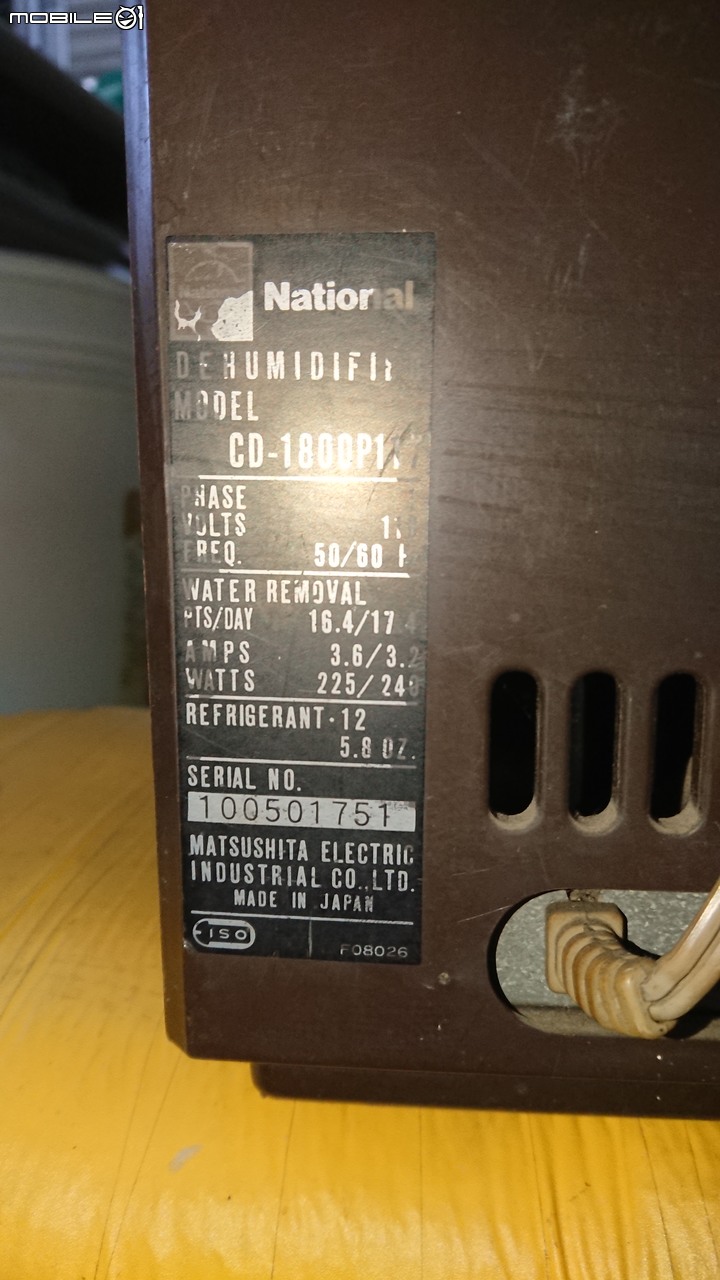 MOBILE01
National
DEHUMIDIFI
MODEL
CD-1800P1
PHASE
VOLTS
FREQ. 50/60 H
WATER REMOVAL
PTS/DAY 16.4/17.4
AMPS 3.6/3.2
WATTS 225/240
REFRIGERANT·12
5.8 OZ.
SERIAL NO.
100501751
MATSUSHITA ELECTRIC
INDUSTRIAL CO.,LTD.
MADE IN JAPAN
ISO
F08026